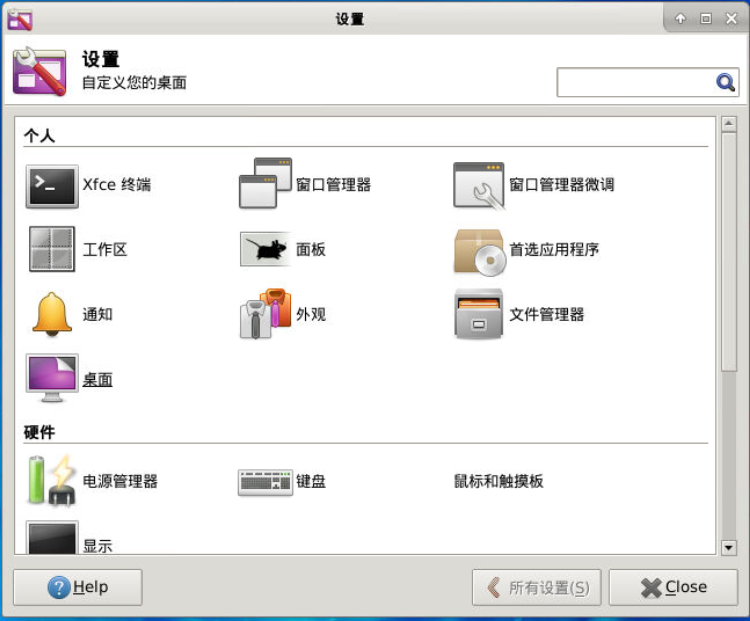 设置
设置
自定义您的桌面
个人
Xfce 终端
窗口管理器
窗口管理器微调
工作区
面板
首选应用程序
通知
外观
文件管理器
桌面
硬件
电源管理器
键盘
鼠标和触摸板
显示
Help
所有设置(S)
Close